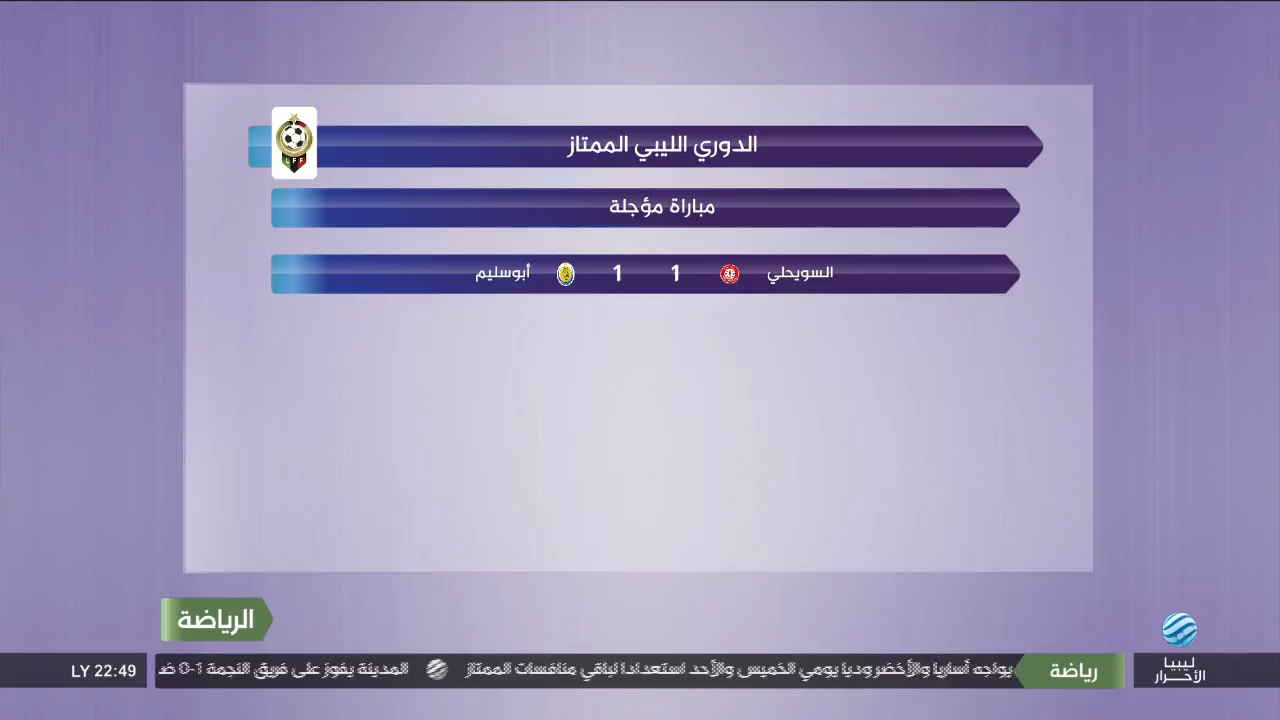 الدوري الليبي الممتاز
LFF
مباراة مؤجلة
السويحلي 1 1 أبوسليم
الرياضة
ليبيا
الأحرار
رياضة
يواجه أساريا والأخضر وديا يومي الخميس والأحد استعدادا لباقي منافسات الممتاز
المدينة يفوز على فريق النجمة 1-0
LY 22:49